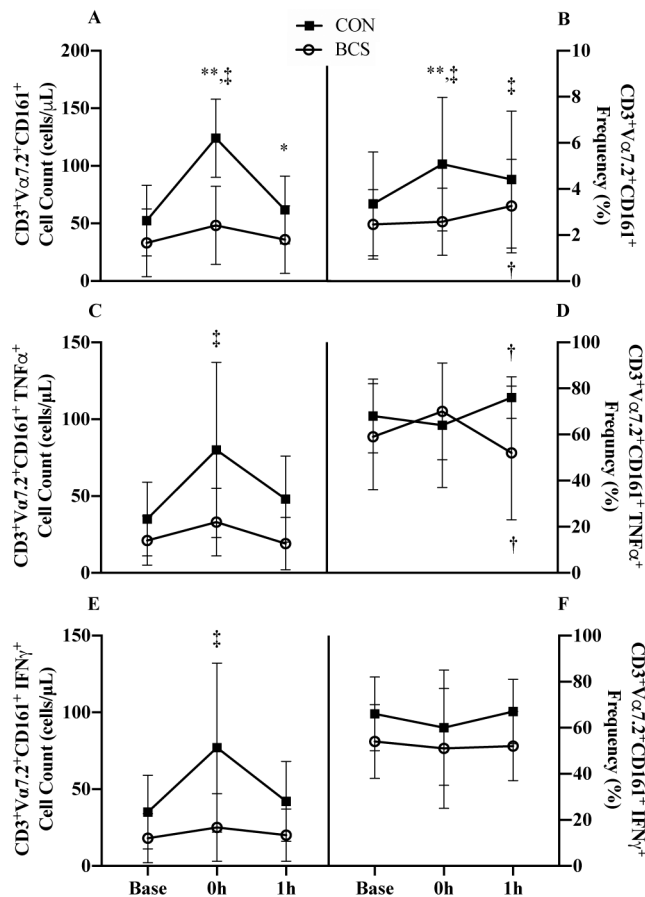 A
CON
BCS
B
CD3⁺Vα7.2⁺CD161⁺
Cell Count (cells/μL)
200
150
100
50
0
**,‡
*
**,‡
‡
†
10
8
6
4
2
0
CD3⁺Vα7.2⁺CD161⁺
Frequency (%)
C
D
CD3⁺Vα7.2⁺CD161⁺ TNFα⁺
Cell Count (cells/μL)
150
100
50
0
‡
†
†
100
80
60
40
20
0
CD3⁺Vα7.2⁺CD161⁺ TNFα⁺
Frequncy (%)
E
F
CD3⁺Vα7.2⁺CD161⁺ IFNγ⁺
Cell Count (cells/μL)
150
100
50
0
‡
100
80
60
40
20
0
CD3⁺Vα7.2⁺CD161⁺ IFNγ⁺
Frequency (%)
Base 0h 1h
Base 0h 1h